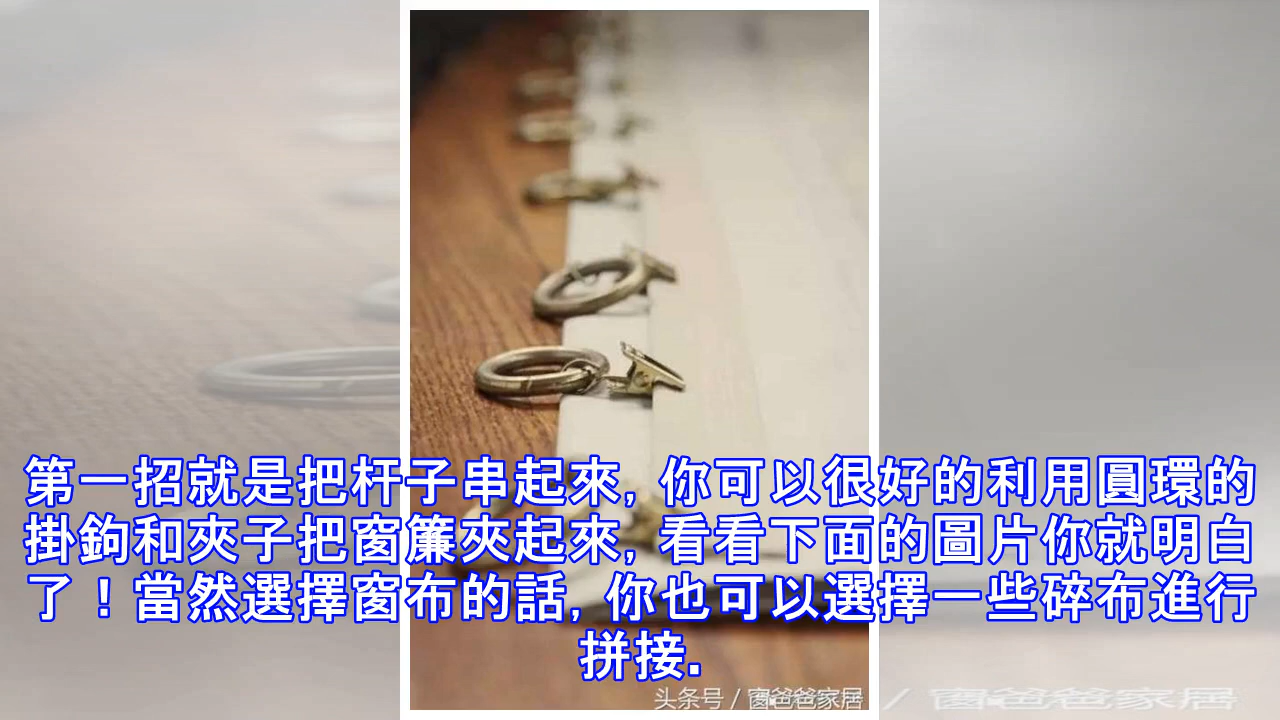 第一招就是把杆子串起來, 你可以很好的利用圓環的
掛鉤和夾子把窗簾夾起來, 看看下面的圖片你就明白
了！當然選擇窗布的話, 你也可以選擇一些碎布進行
拼接.
头条号 / 窗爸爸家居 / 窗爸爸家居